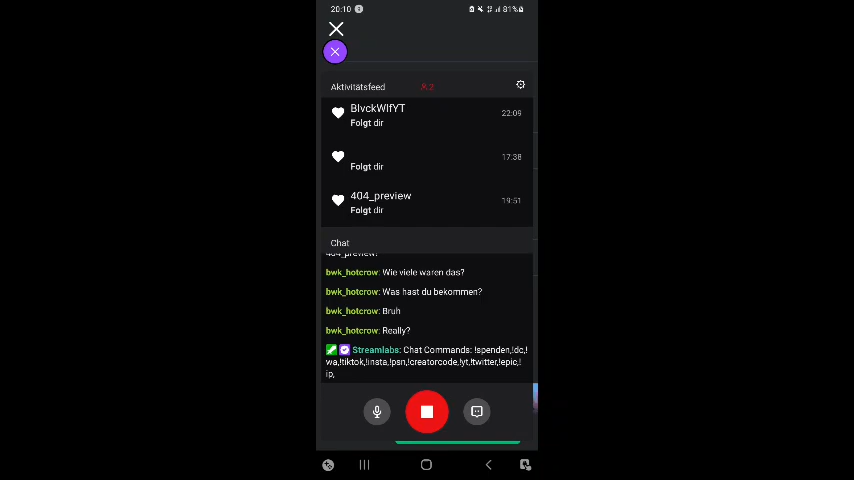 20:10
81%
Aktivitätsfeed
2
BlvckWlfYT
22:09
Folgt dir
17:38
Folgt dir
404_preview
19:51
Folgt dir
Chat
404_preview!
bwk_hotcrow: Wie viele waren das?
bwk_hotcrow: Was hast du bekommen?
bwk_hotcrow: Bruh
bwk_hotcrow: Really?
Streamlabs: Chat Commands: !spenden,!dc,!
wa,!tiktok,!insta,!psn,!creatorcode,!yt,!twitter,!epic,!
ip,